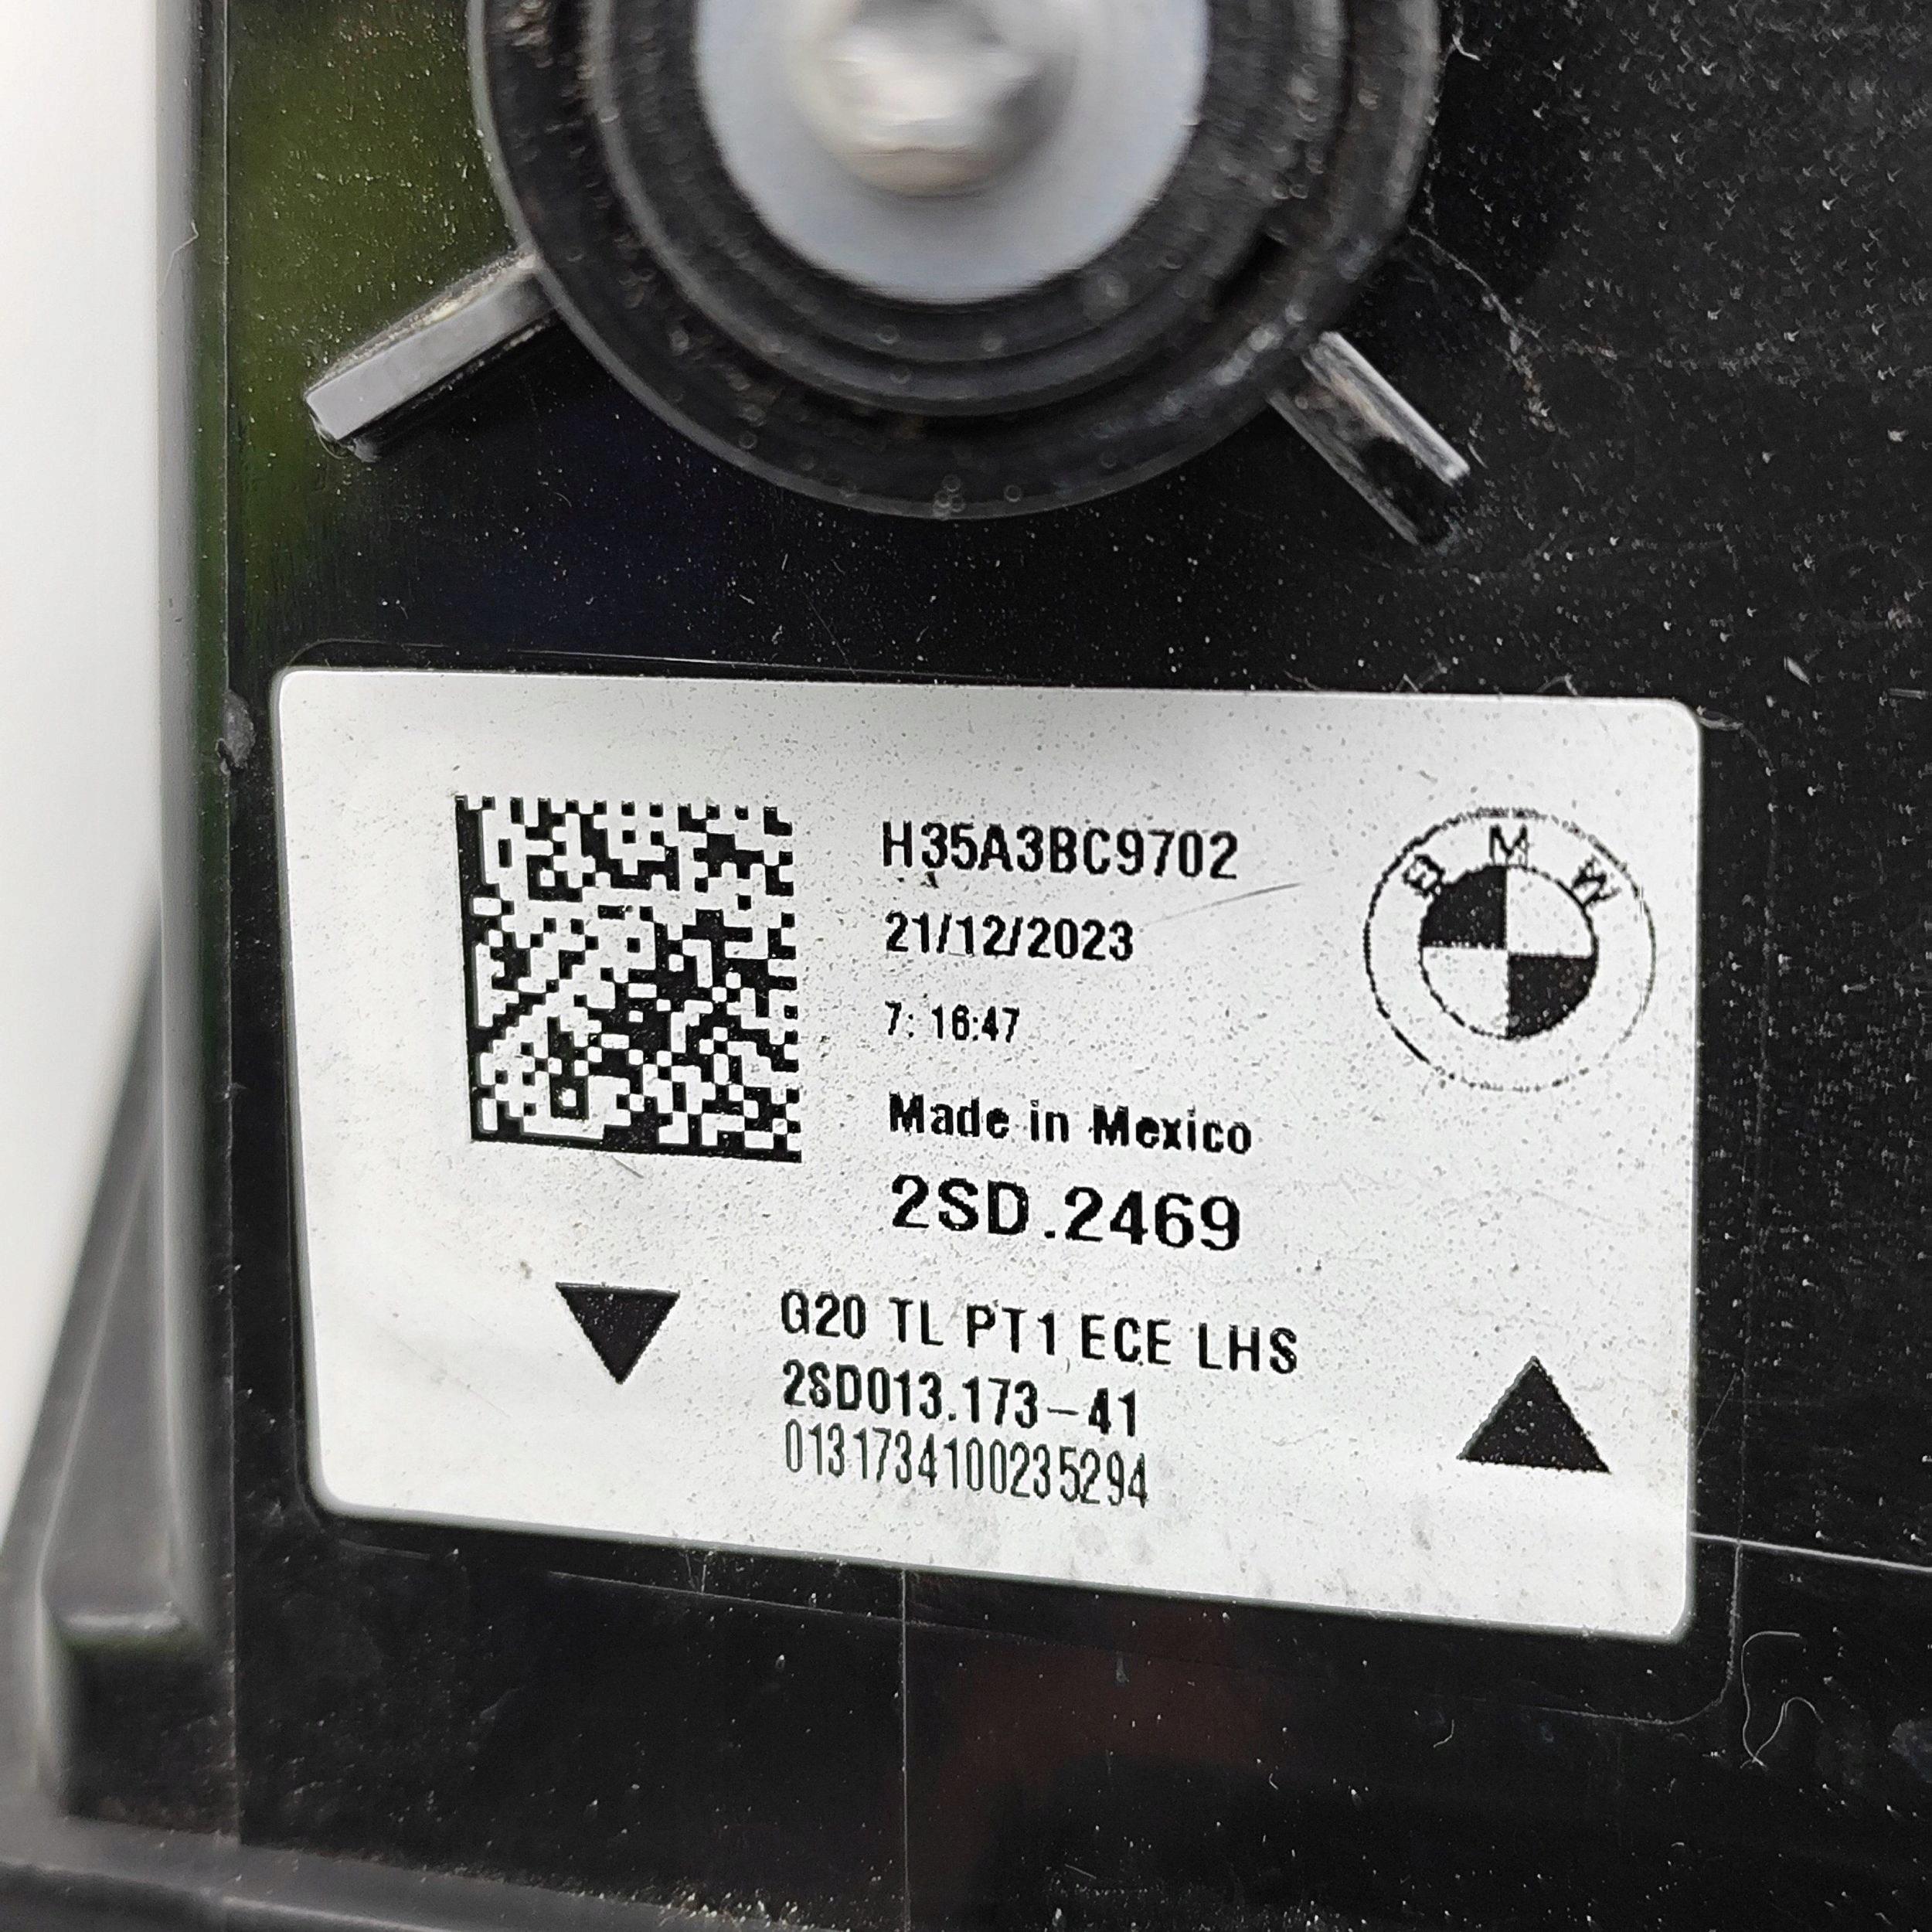 H35A3BC9702
21/12/2023
7: 16:47
BMW
Made in Mexico
2SD.2469
G20 TL PT1 ECE LHS
2SD013.173-41
0131734100235294